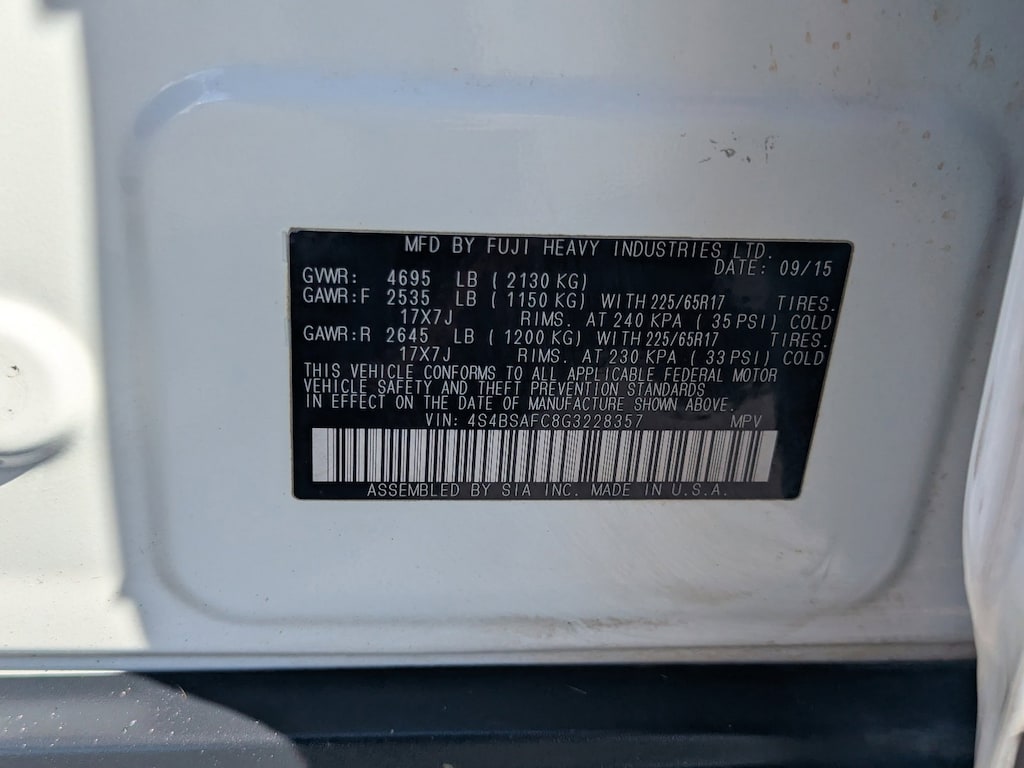 MFD BY FUJI HEAVY INDUSTRIES LTD.
DATE: 09/15
GVWR: 4695 LB ( 2130 KG)
GAWR:F 2535 LB ( 1150 KG) WITH 225/65R17 TIRES.
17X7J RIMS. AT 240 KPA ( 35 PSI) COLD
GAWR:R 2645 LB ( 1200 KG) WITH 225/65R17 TIRES.
17X7J RIMS. AT 230 KPA ( 33 PSI) COLD
THIS VEHICLE CONFORMS TO ALL APPLICABLE FEDERAL MOTOR
VEHICLE SAFETY AND THEFT PREVENTION STANDARDS
IN EFFECT ON THE DATE OF MANUFACTURE SHOWN ABOVE.
VIN: 4S4BSAFC8G3228357 MPV
ASSEMBLED BY SIA INC. MADE IN U.S.A.